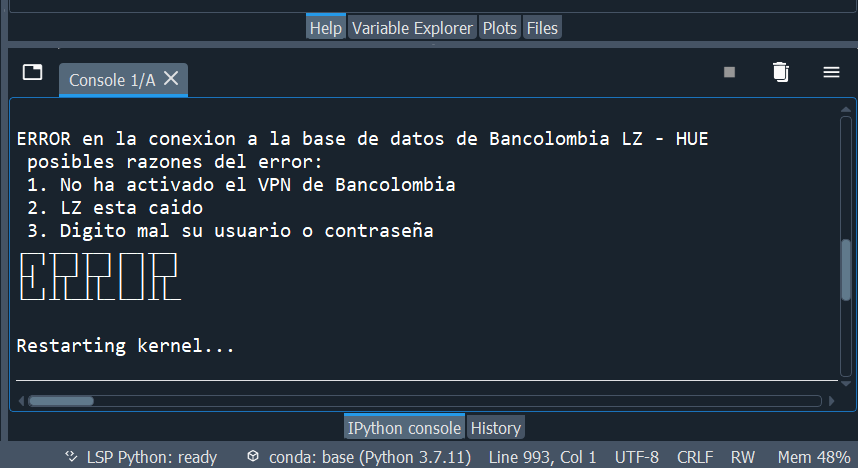 Help Variable Explorer Plots Files
Console 1/A
ERROR en la conexion a la base de datos de Bancolombia LZ - HUE
posibles razones del error:
1. No ha activado el VPN de Bancolombia
2. LZ esta caido
3. Digito mal su usuario o contraseña
ERROR
Restarting kernel...
IPython console History
LSP Python: ready conda: base (Python 3.7.11) Line 993, Col 1 UTF-8 CRLF RW Mem 48%